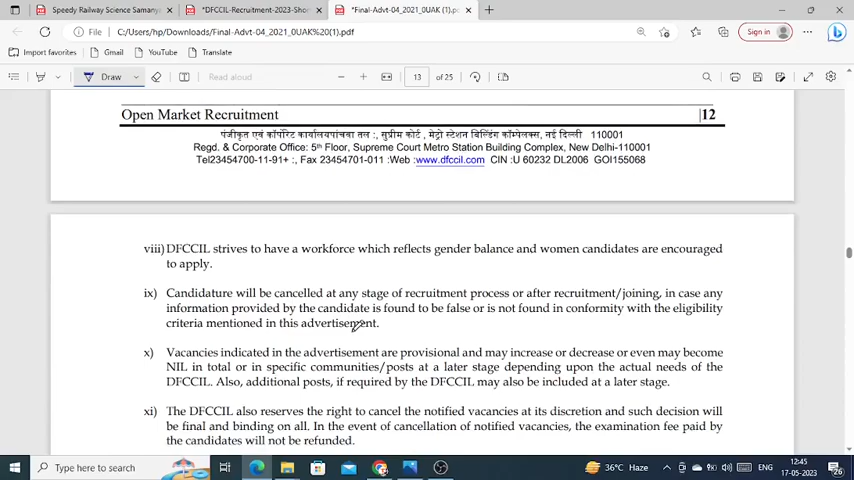 Speedy Railway Science Samanya
*DFCCIL-Recruitment-2023-Shor
*Final-Advt-04_2021_0UAK (1).pd
File
C:/Users/hp/Downloads/Final-Advt-04_2021_0UAK%20(1).pdf
Sign in
Import favorites
Gmail
YouTube
Translate
Draw
Read aloud
13
of 25
Open Market Recruitment
|12
पंजीकृत एवं कॉर्पोरेट कार्यालयपांचवा तल :, सुप्रीम कोर्ट , मेट्रो स्टेशन बिल्डिंग कॉम्पेलक्स, नई दिल्ली 110001
Regd. & Corporate Office: 5th Floor, Supreme Court Metro Station Building Complex, New Delhi-110001
Tel23454700-11-91+ :, Fax 23454701-011 :Web :www.dfccil.com CIN :U 60232 DL2006 GOI155068
viii) DFCCIL strives to have a workforce which reflects gender balance and women candidates are encouraged
to apply.
ix) Candidature will be cancelled at any stage of recruitment process or after recruitment/joining, in case any
information provided by the candidate is found to be false or is not found in conformity with the eligibility
criteria mentioned in this advertisement.
x) Vacancies indicated in the advertisement are provisional and may increase or decrease or even may become
NIL in total or in specific communities/posts at a later stage depending upon the actual needs of the
DFCCIL. Also, additional posts, if required by the DFCCIL may also be included at a later stage.
xi) The DFCCIL also reserves the right to cancel the notified vacancies at its discretion and such decision will
be final and binding on all. In the event of cancellation of notified vacancies, the examination fee paid by
the candidates will not be refunded.
Type here to search
36°C Haze
ENG
12:45
17-05-2023
26